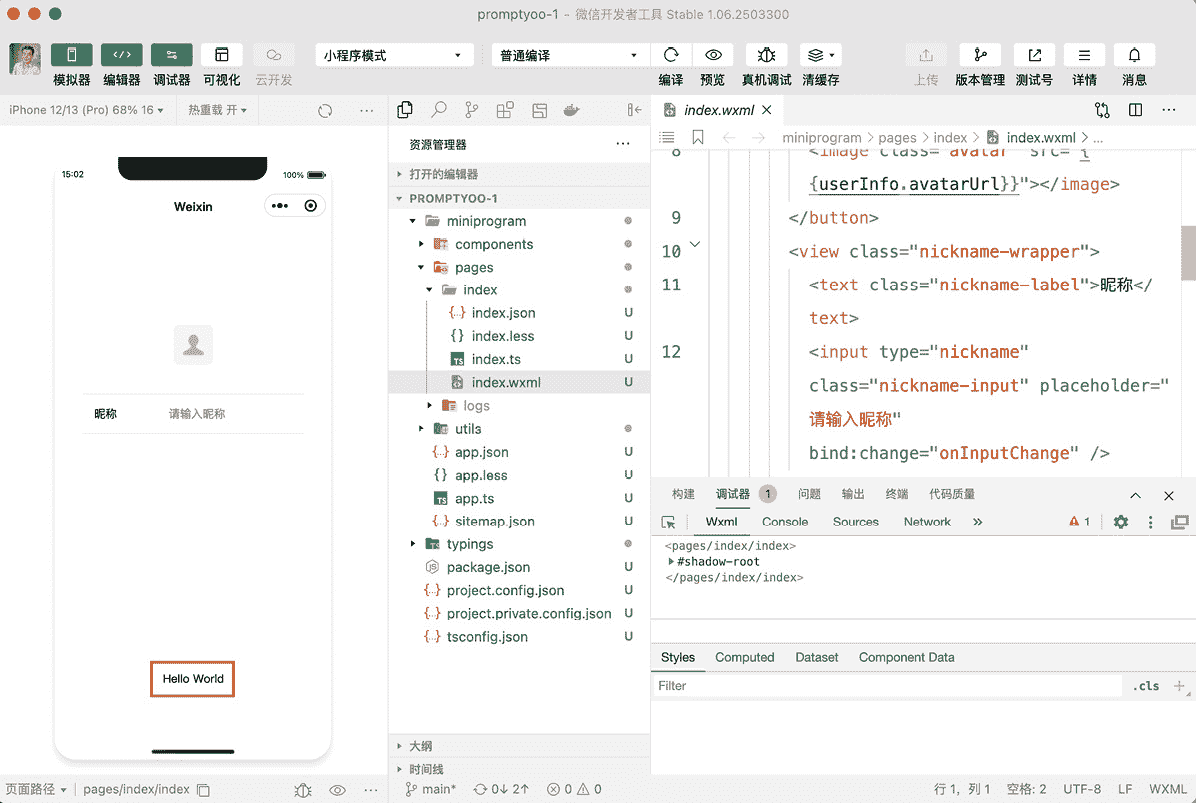 promptyoo-1 - 微信开发者工具 Stable 1.06.2503300
模拟器 编辑器 调试器 可视化 云开发
小程序模式 普通编译
编译 预览 真机调试 清缓存
上传 版本管理 测试号 详情 消息
iPhone 12/13 (Pro) 68% 16 热重载 开
15:02 100%
Weixin
昵称 请输入昵称
Hello World
页面路径 pages/index/index
资源管理器
打开的编辑器
PROMPTYOO-1
miniprogram
components
pages
index
index.json U
index.less U
index.ts U
index.wxml U
logs
utils
app.json U
app.less U
app.ts U
sitemap.json U
typings
package.json U
project.config.json U
project.private.config.json U
tsconfig.json U
大纲
时间线
main* 0↓ 2↑ 0 0
index.wxml
miniprogram > pages > index > index.wxml > ...
8 <image class="avatar" src="{
{userInfo.avatarUrl}}"></image>
9 </button>
10 <view class="nickname-wrapper">
11 <text class="nickname-label">昵称</
text>
12 <input type="nickname"
class="nickname-input" placeholder="
请输入昵称"
bind:change="onInputChange" />
构建 调试器 1 问题 输出 终端 代码质量
Wxml Console Sources Network » 1
<pages/index/index>
#shadow-root
</pages/index/index>
Styles Computed Dataset Component Data
Filter .cls
行 1，列 1 空格: 2 UTF-8 LF WXML